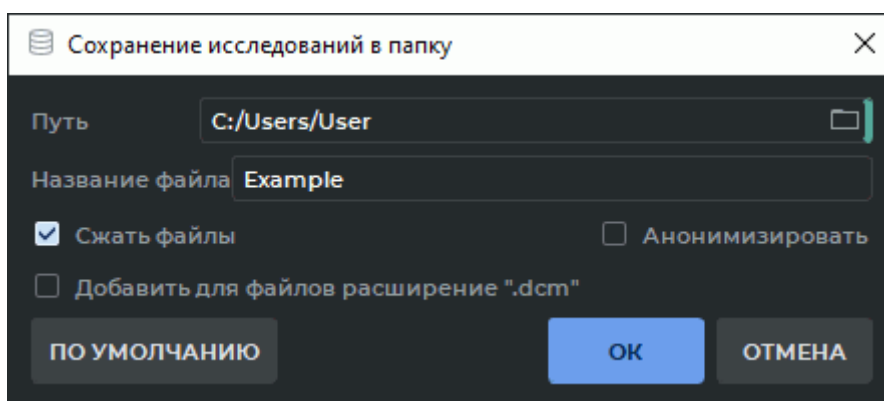 Сохранение исследований в папку
Путь C:/Users/User
Название файла Example
Сжать файлы Анонимизировать
Добавить для файлов расширение ".dcm"
ПО УМОЛЧАНИЮ ОК ОТМЕНА